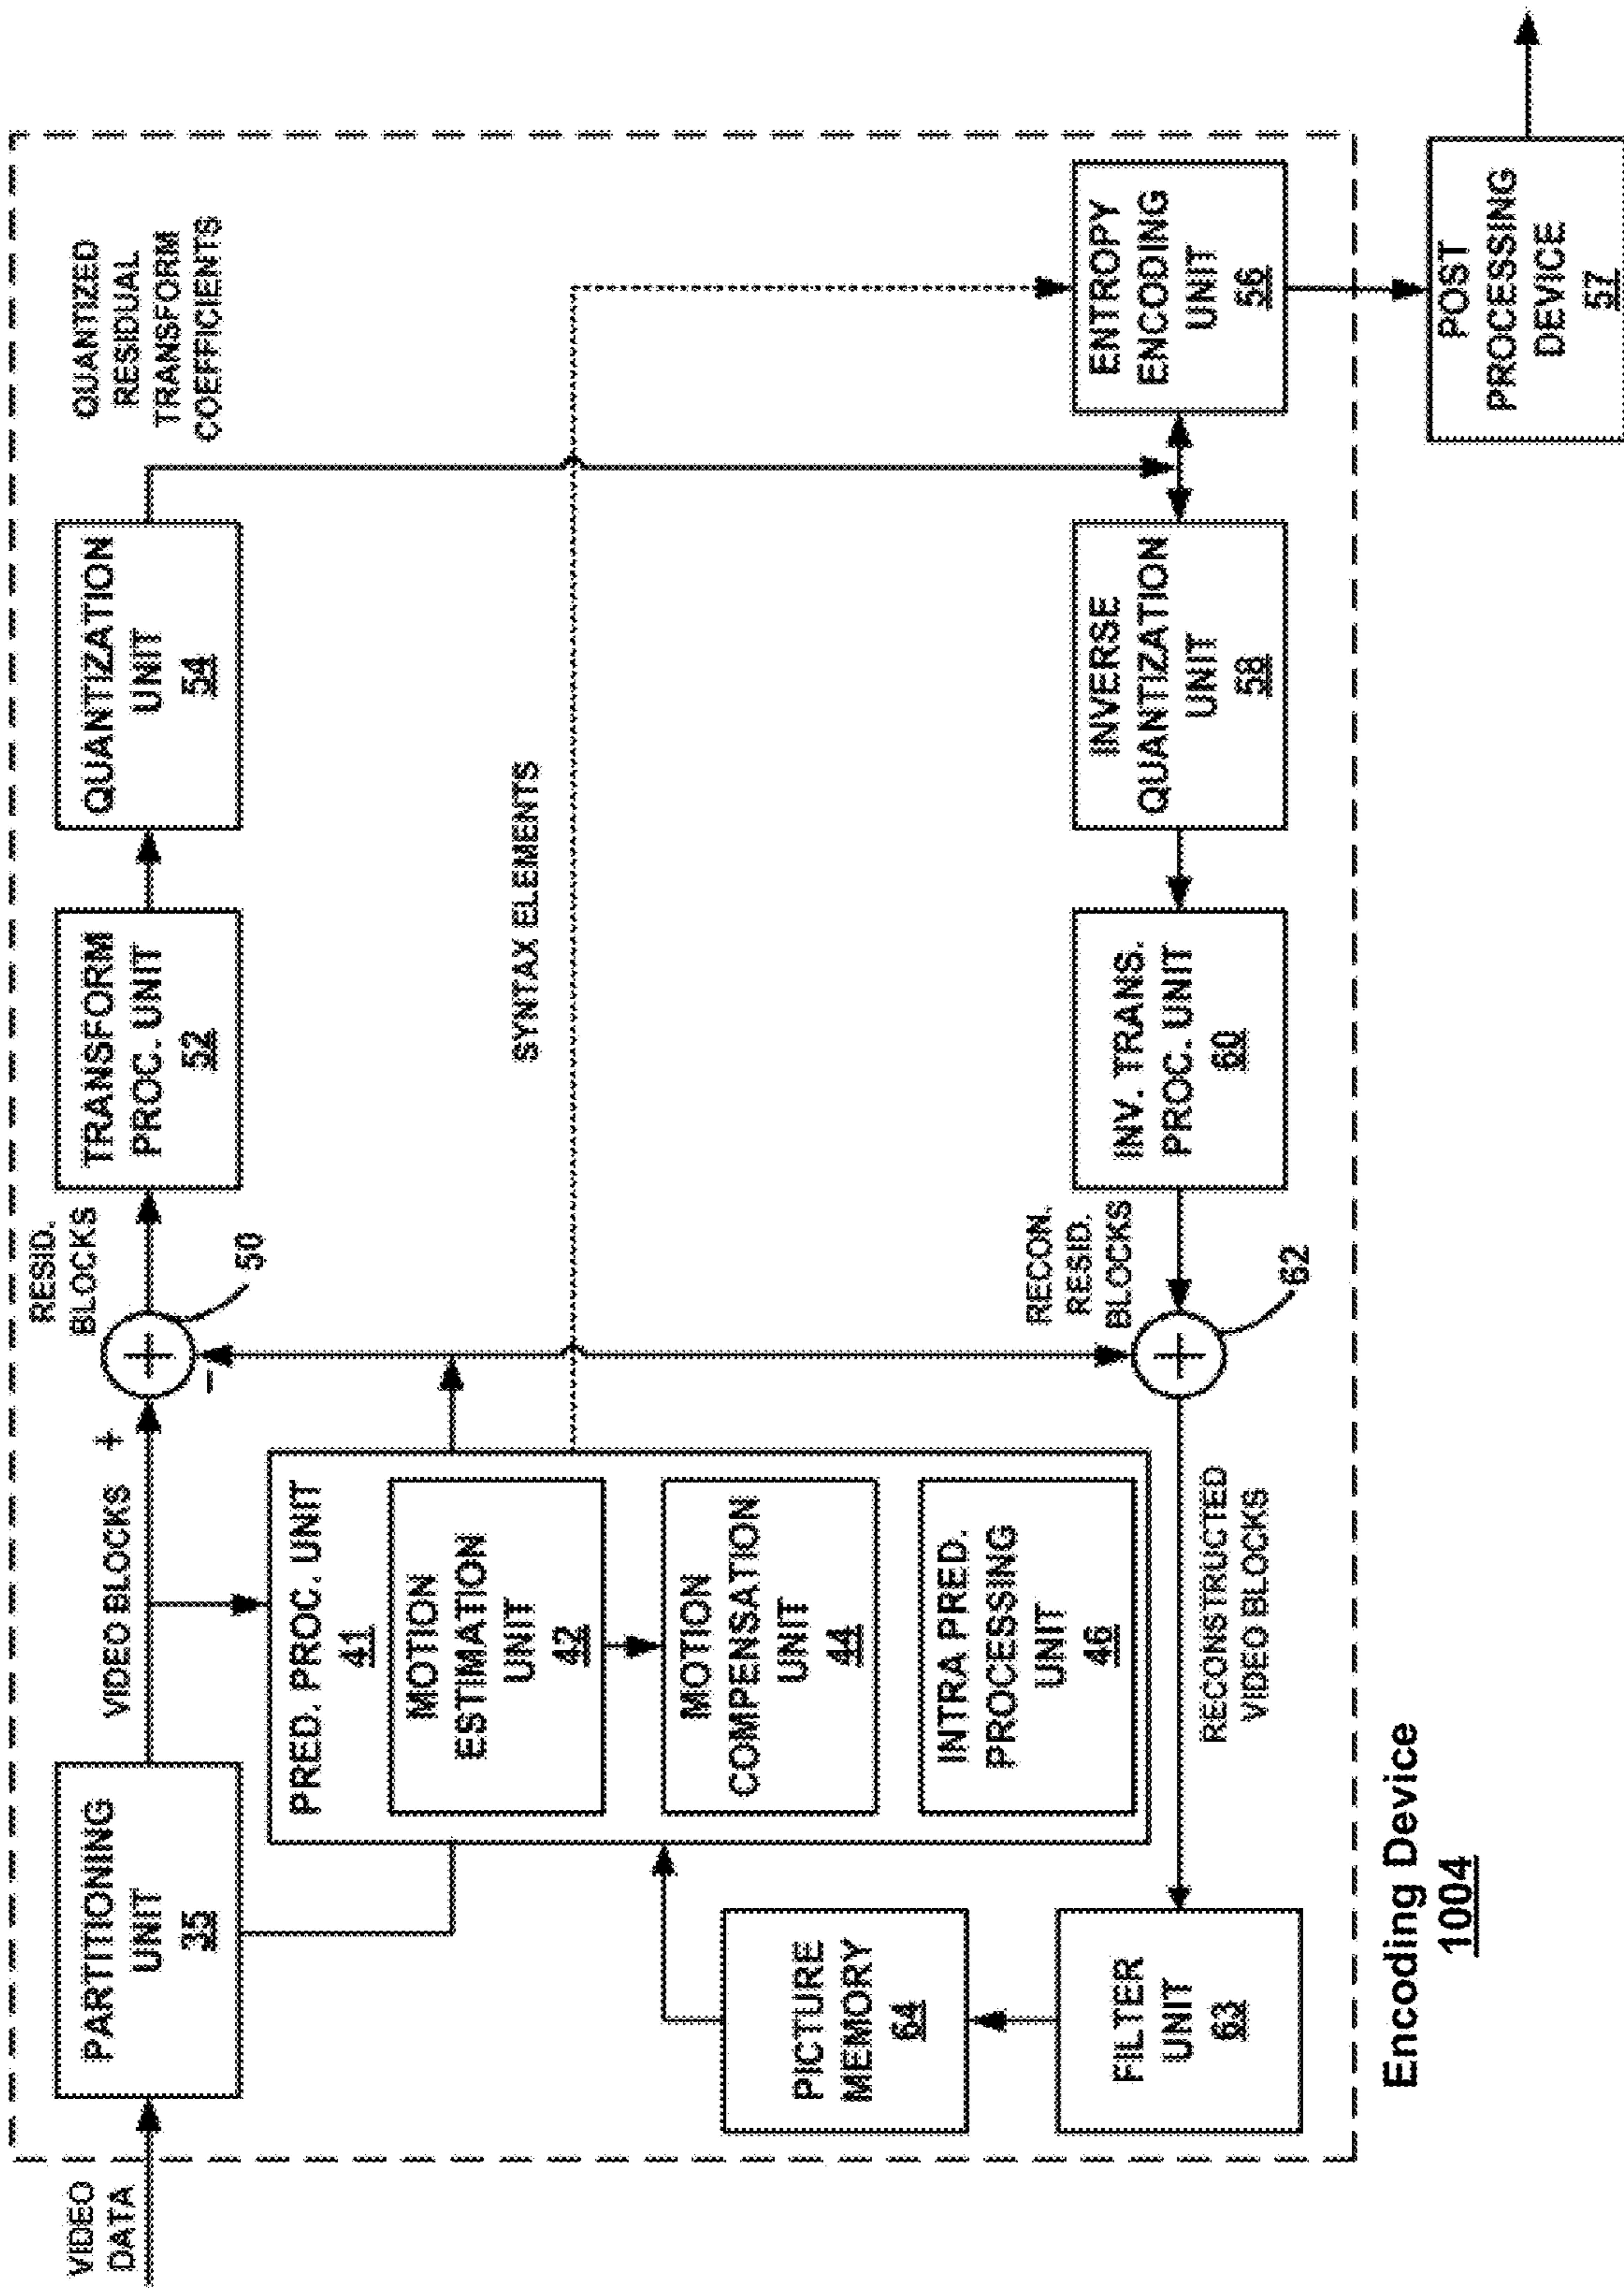 VIDEO
DATA
PARTITIONING
UNIT
35
VIDEO BLOCKS
+
-
50
RESID.
BLOCKS
TRANSFORM
PROC. UNIT
52
QUANTIZATION
UNIT
54
QUANTIZED
RESIDUAL
TRANSFORM
COEFFICIENTS
PRED. PROC. UNIT
41
MOTION
ESTIMATION
UNIT
42
MOTION
COMPENSATION
UNIT
44
INTRA PRED.
PROCESSING
UNIT
46
SYNTAX ELEMENTS
PICTURE
MEMORY
64
FILTER
UNIT
63
RECONSTRUCTED
VIDEO BLOCKS
62
RECON.
RESID.
BLOCKS
INV. TRANS.
PROC. UNIT
60
INVERSE
QUANTIZATION
UNIT
58
ENTROPY
ENCODING
UNIT
56
POST
PROCESSING
DEVICE
57
Encoding Device
1004